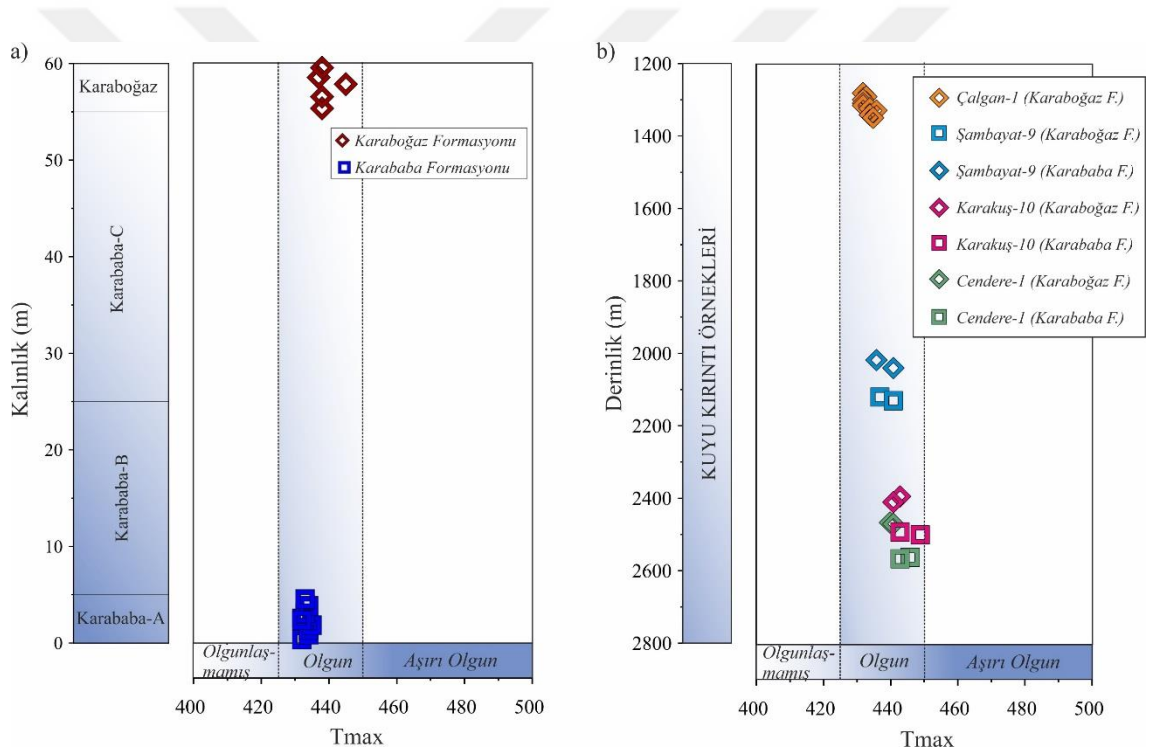 a)
60
50
40
30
20
10
0
Kalınlık (m)
Karaboğaz
Karababa-C
Karababa-B
Karababa-A
Karaboğaz Formasyonu
Karababa Formasyonu
Olgunlaş-
mamış
Olgun
Aşırı Olgun
400
420
440
460
480
500
Tmax
b)
1200
1400
1600
1800
2000
2200
2400
2600
2800
Derinlik (m)
KUYU KIRINTI ÖRNEKLERİ
Çalgan-1 (Karaboğaz F.)
Şambayat-9 (Karaboğaz F.)
Şambayat-9 (Karababa F.)
Karakuş-10 (Karaboğaz F.)
Karakuş-10 (Karababa F.)
Cendere-1 (Karaboğaz F.)
Cendere-1 (Karababa F.)
Olgunlaş-
mamış
Olgun
Aşırı Olgun
400
420
440
460
480
500
Tmax